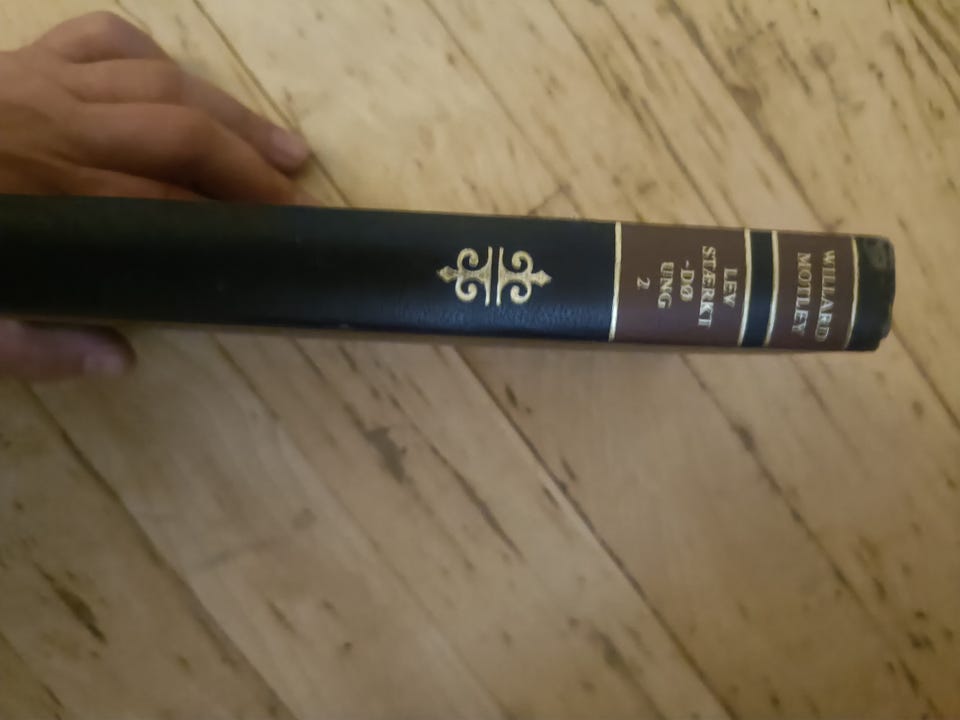 WILLARD
MOTLEY
LEV
STÆRKT
-DØ
UNG
2